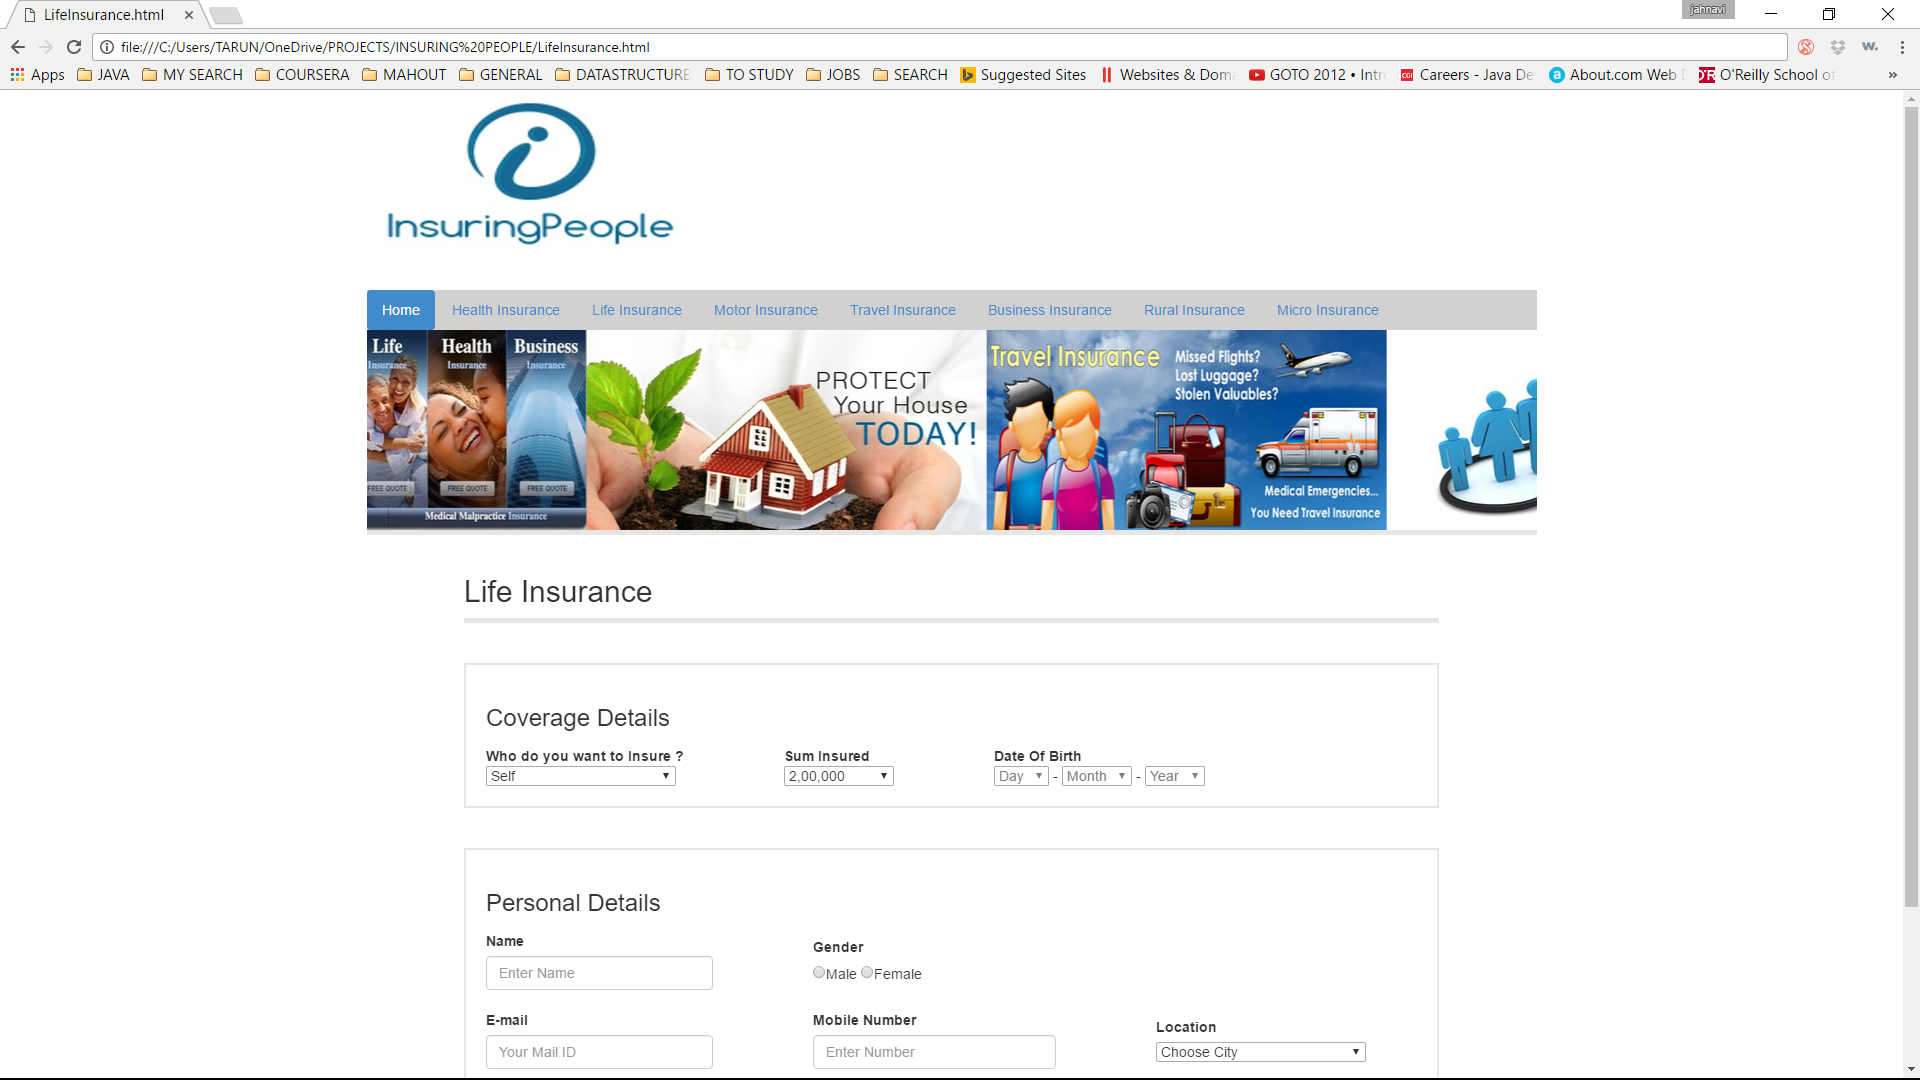 LifeInsurance.html
jahnavi
file:///C:/Users/TARUN/OneDrive/PROJECTS/INSURING%20PEOPLE/LifeInsurance.html
w.
Apps JAVA MY SEARCH COURSERA MAHOUT GENERAL DATASTRUCTURE TO STUDY JOBS SEARCH Suggested Sites Websites & Dom GOTO 2012 • Intr Careers - Java De About.com Web O'Reilly School of »
InsuringPeople
Home Health Insurance Life Insurance Motor Insurance Travel Insurance Business Insurance Rural Insurance Micro Insurance
Life Health Business
Insurance Insurance Insurance
FREE QUOTE FREE QUOTE FREE QUOTE
Medical Malpractice Insurance
PROTECT
Your House
TODAY!
Travel Insurance
Missed Flights?
Lost Luggage?
Stolen Valuables?
Medical Emergencies...
You Need Travel Insurance
Life Insurance
Coverage Details
Who do you want to Insure ? Sum Insured Date Of Birth
Self 2,00,000 Day - Month - Year
Personal Details
Name Gender
Enter Name Male Female
E-mail Mobile Number Location
Your Mail ID Enter Number Choose City